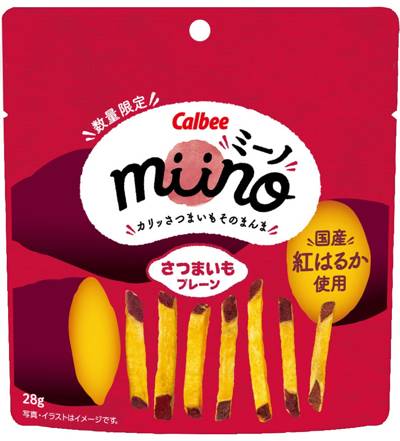 数量限定
Calbee
miino
ミーノ
カリッさつまいもそのまんま
さつまいも
プレーン
国産
紅はるか
使用
28g
写真・イラストはイメージです。